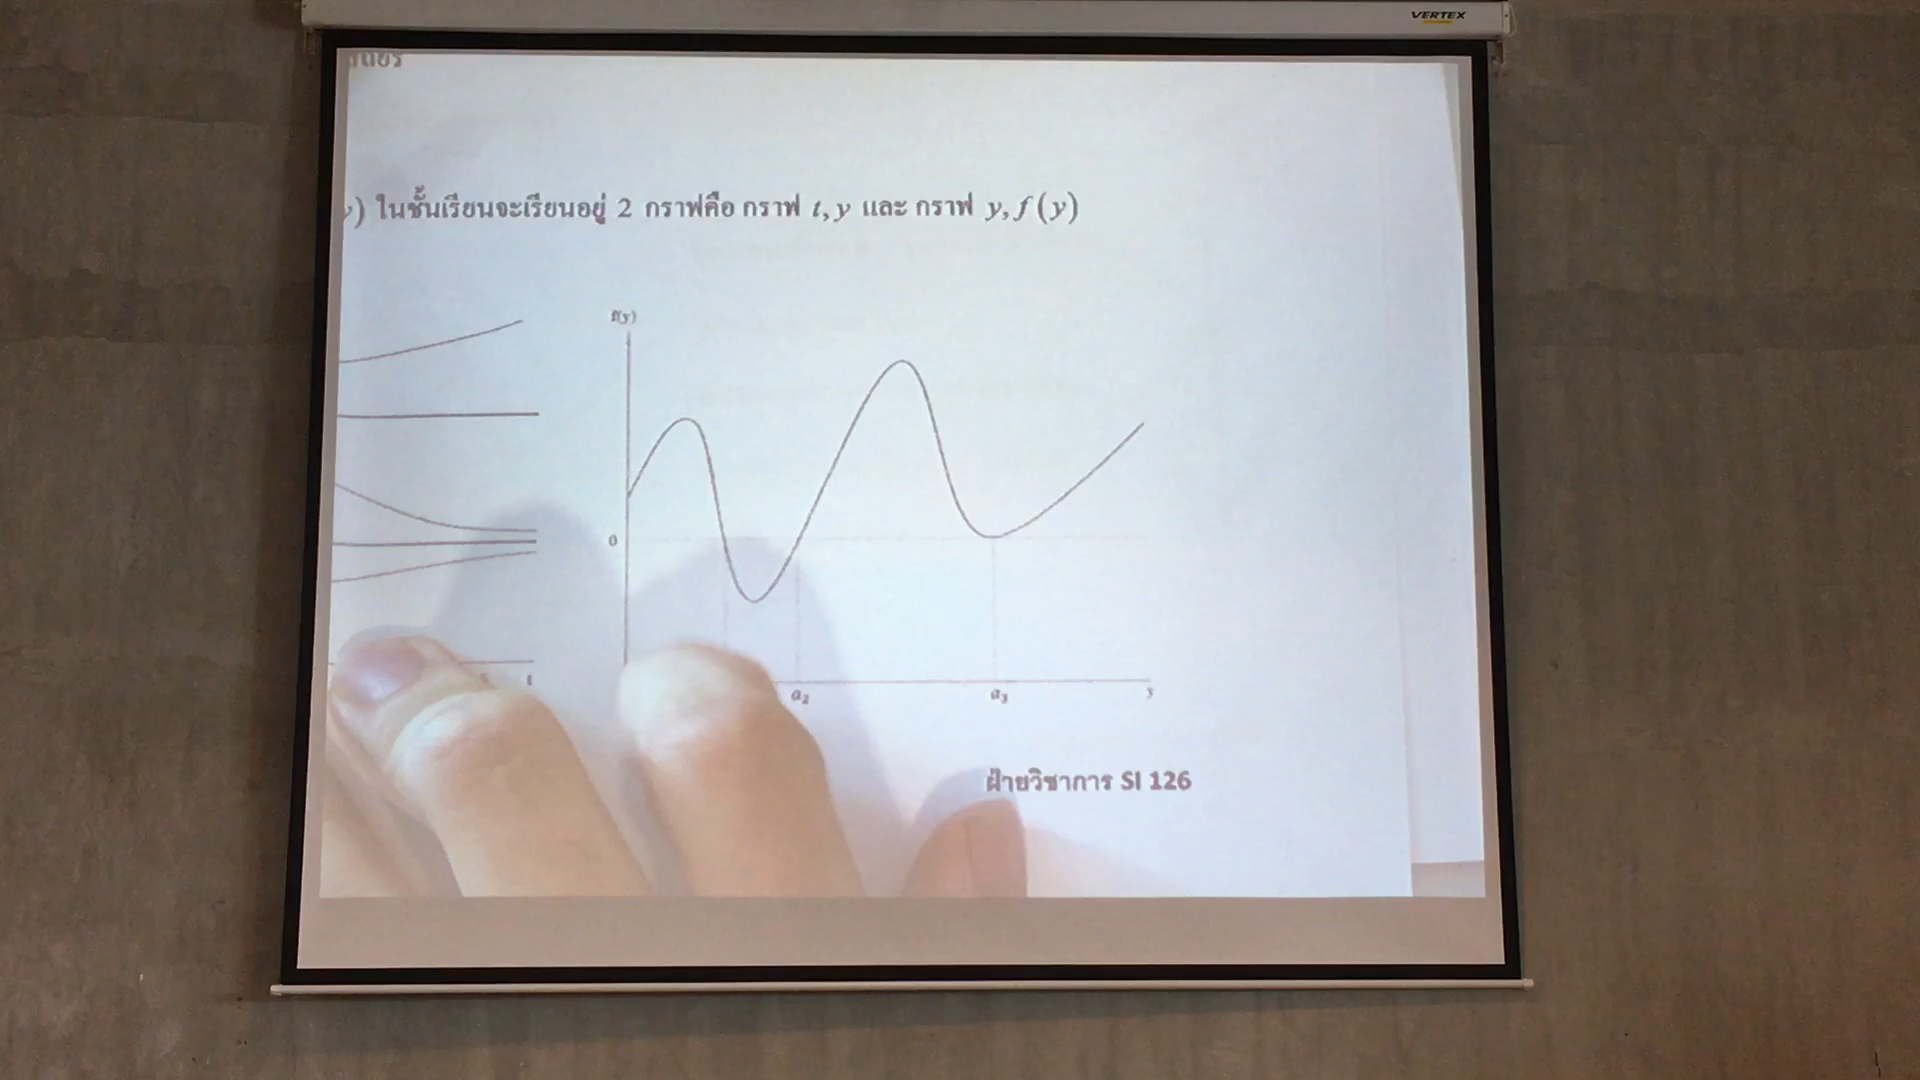 VERTEX
ในชั้นเรียนจะเรียนอยู่ 2 กราฟคือ กราฟ t, y และ กราฟ y, f(y)
f(y)
0
t
a2
a3
y
ฝ่ายวิชาการ SI 126